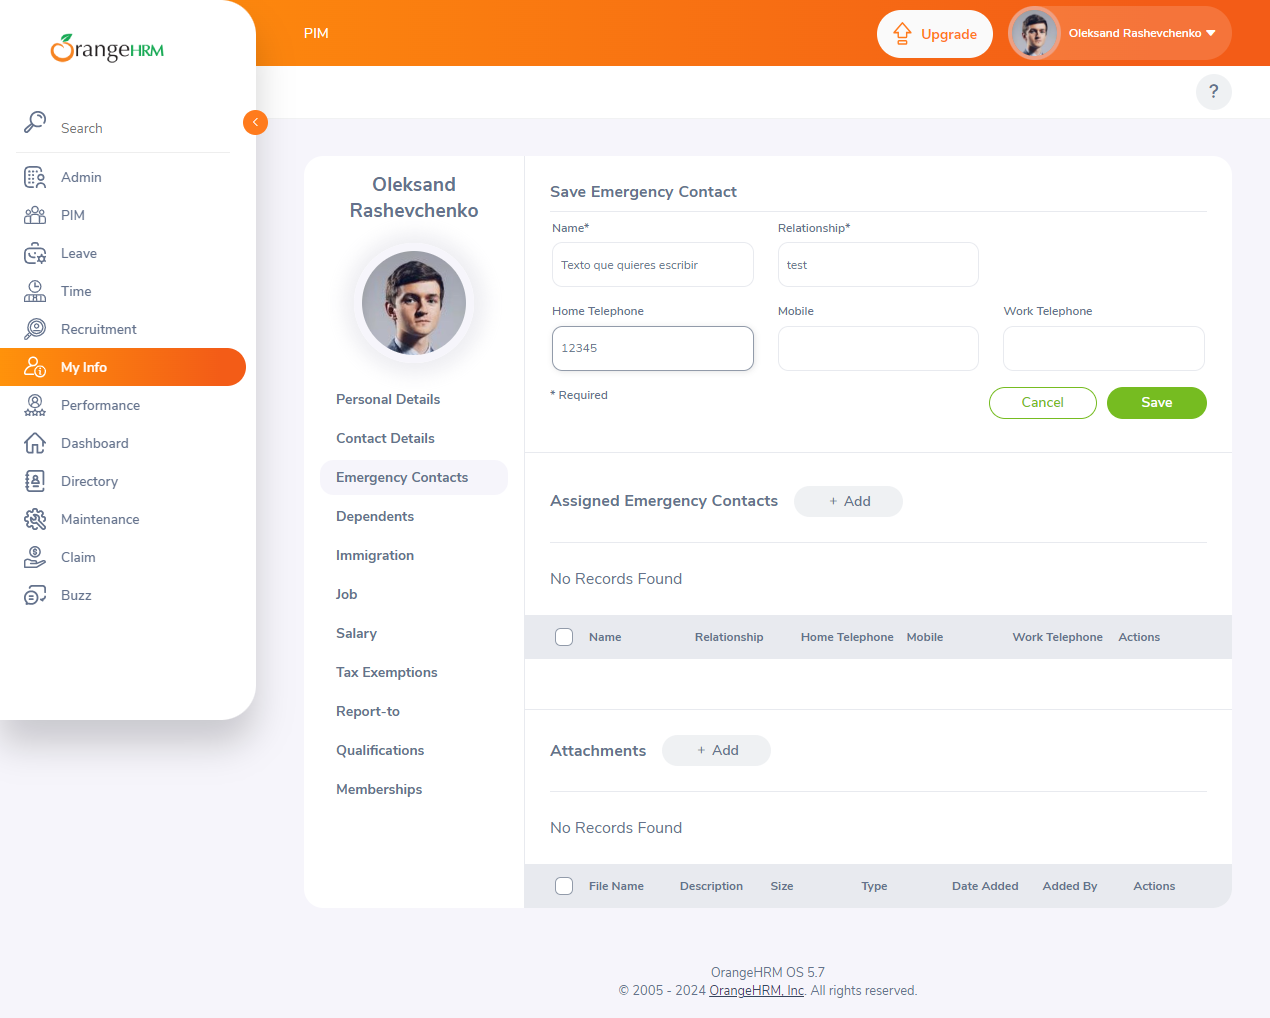 OrangeHRM
PIM
Upgrade
Oleksand Rashevchenko
?
Search
Admin
PIM
Leave
Time
Recruitment
My Info
Performance
Dashboard
Directory
Maintenance
Claim
Buzz
Oleksand
Rashevchenko
Personal Details
Contact Details
Emergency Contacts
Dependents
Immigration
Job
Salary
Tax Exemptions
Report-to
Qualifications
Memberships
Save Emergency Contact
Name* Relationship*
Texto que quieres escribir test
Home Telephone Mobile Work Telephone
12345
* Required Cancel Save
Assigned Emergency Contacts + Add
No Records Found
Name Relationship Home Telephone Mobile Work Telephone Actions
Attachments + Add
No Records Found
File Name Description Size Type Date Added Added By Actions
OrangeHRM OS 5.7
© 2005 - 2024 OrangeHRM, Inc. All rights reserved.